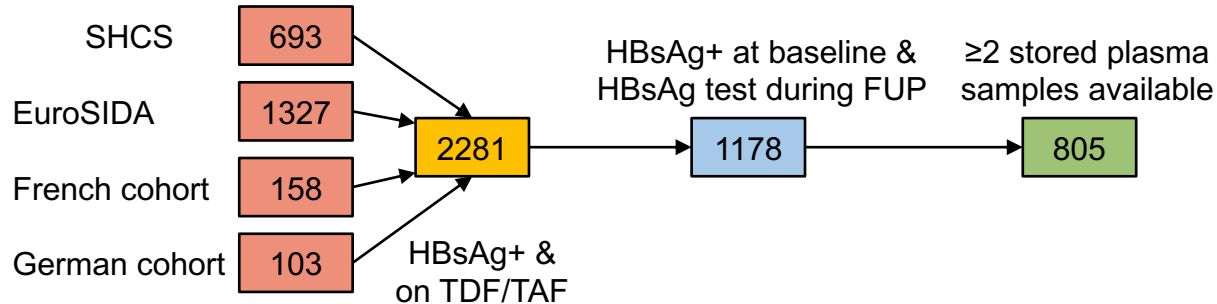 SHCS
693
EuroSIDA
1327
French cohort
158
German cohort
103
2281
HBsAg+ &
on TDF/TAF
HBsAg+ at baseline &
HBsAg test during FUP
1178
≥2 stored plasma
samples available
805